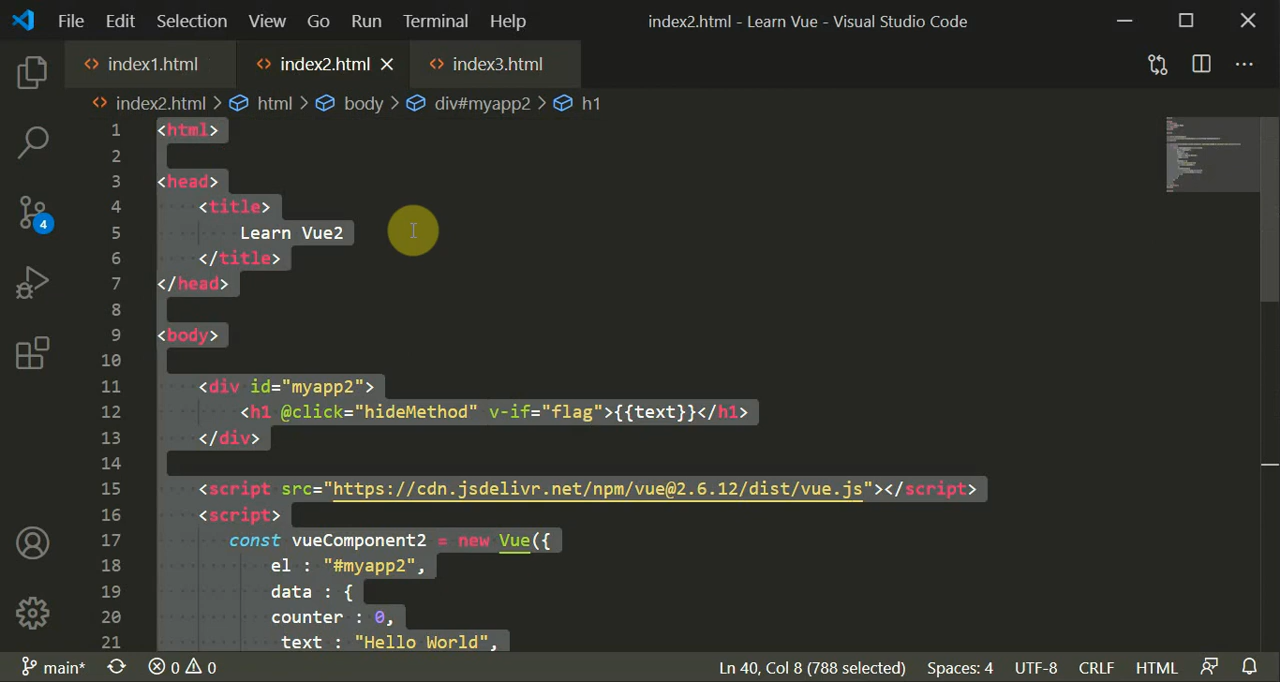 File Edit Selection View Go Run Terminal Help index2.html - Learn Vue - Visual Studio Code
index1.html index2.html index3.html
index2.html > html > body > div#myapp2 > h1
1 <html>
2
3 <head>
4 <title>
5 Learn Vue2
6 </title>
7 </head>
8
9 <body>
10
11 <div id="myapp2">
12 <h1 @click="hideMethod" v-if="flag">{{text}}</h1>
13 </div>
14
15 <script src="https://cdn.jsdelivr.net/npm/vue@2.6.12/dist/vue.js"></script>
16 <script>
17 const vueComponent2 = new Vue({
18 el : "#myapp2",
19 data : {
20 counter : 0,
21 text : "Hello World",
4
main* 0 0 Ln 40, Col 8 (788 selected) Spaces: 4 UTF-8 CRLF HTML